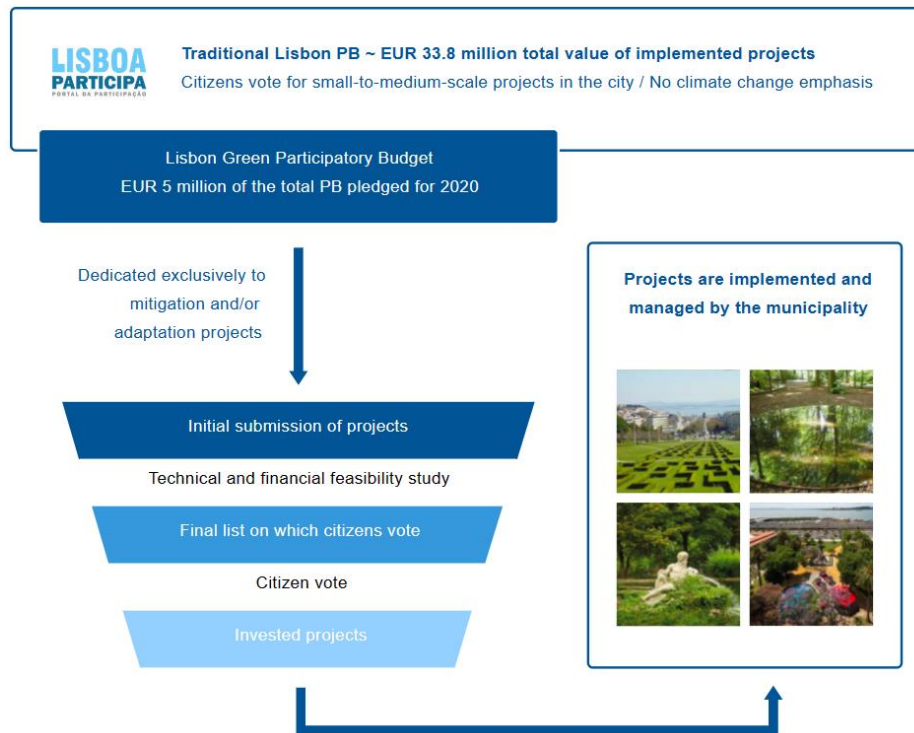 LISBOA
PARTICIPA
PORTAL DA PARTICIPAÇÃO
Traditional Lisbon PB ~ EUR 33.8 million total value of implemented projects
Citizens vote for small-to-medium-scale projects in the city / No climate change emphasis
Lisbon Green Participatory Budget
EUR 5 million of the total PB pledged for 2020
Dedicated exclusively to
mitigation and/or
adaptation projects
Initial submission of projects
Technical and financial feasibility study
Final list on which citizens vote
Citizen vote
Invested projects
Projects are implemented and
managed by the municipality